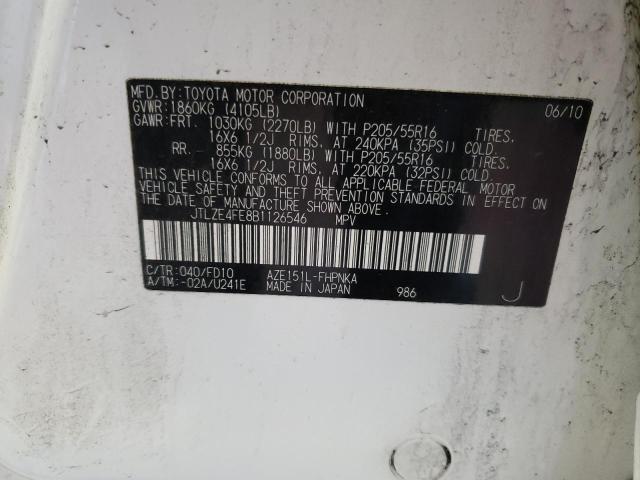 MFD.BY:TOYOTA MOTOR CORPORATION 06/10
GVWR:1860KG (4105LB)
GAWR:FRT. 1030KG (2270LB) WITH P205/55R16 TIRES,
16X6 1/2J RIMS, AT 240KPA (35PSI) COLD.
RR. 855KG (1880LB) WITH P205/55R16 TIRES,
16X6 1/2J RIMS, AT 220KPA (32PSI) COLD.
THIS VEHICLE CONFORMS TO ALL APPLICABLE FEDERAL MOTOR
VEHICLE SAFETY AND THEFT PREVENTION STANDARDS IN EFFECT ON
THE DATE OF MANUFACTURE SHOWN ABOVE.
JTLZE4FE8B1126546 MPV
C/TR:040/FD10 AZE151L-FHPNKA
A/TM:-02A/U241E MADE IN JAPAN 986 J